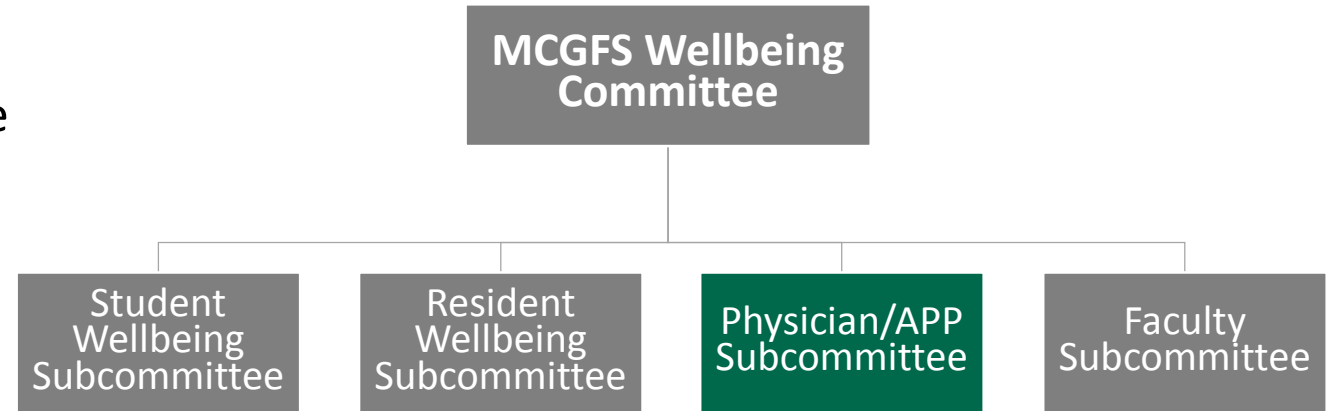 MCGFS Wellbeing
Committee
e
Student
Wellbeing
Subcommittee
Resident
Wellbeing
Subcommittee
Physician/APP
Subcommittee
Faculty
Subcommittee